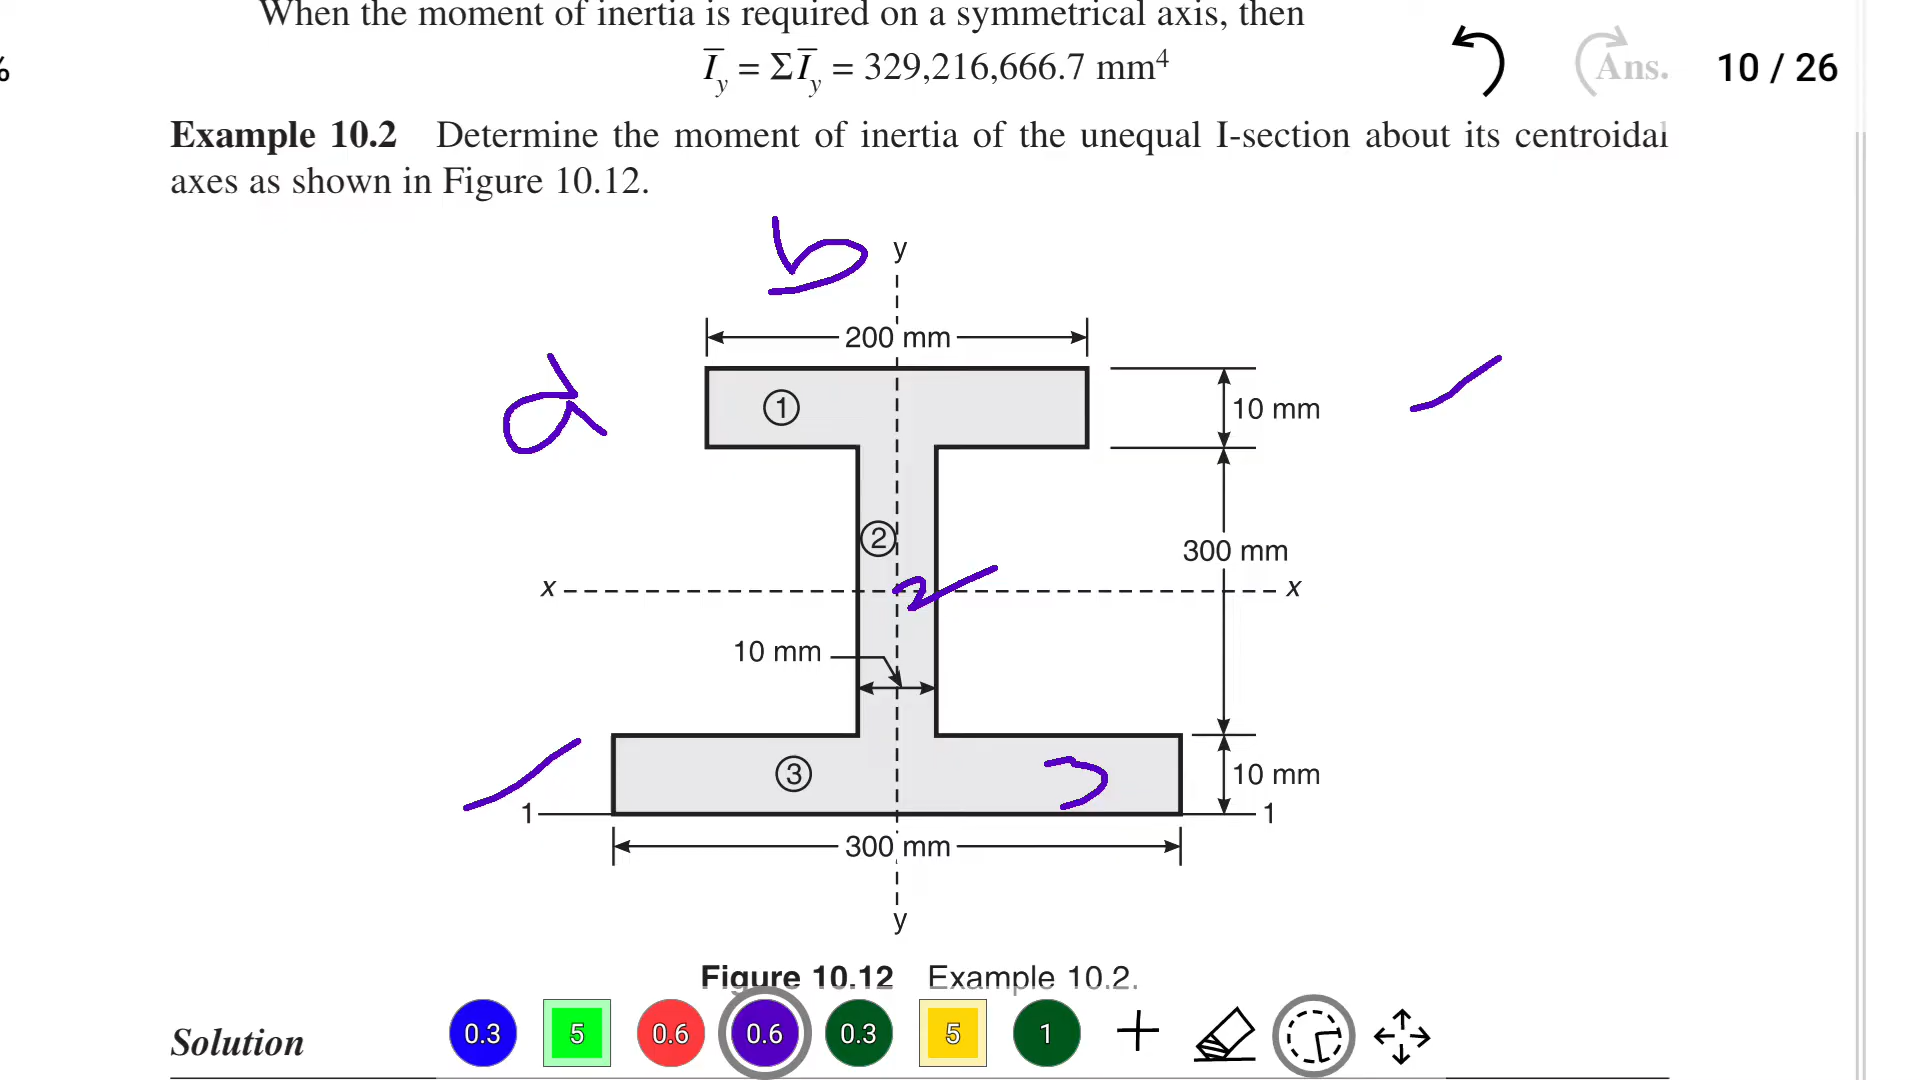 When the moment of inertia is required on a symmetrical axis, then
%
I̅y = ΣI̅y = 329,216,666.7 mm⁴
Ans.
10 / 26
Example 10.2 Determine the moment of inertia of the unequal I-section about its centroidal
axes as shown in Figure 10.12.
b
y
200 mm
a
① 10 mm
②
300 mm
x x
2
10 mm
③ 3 10 mm
1 1
300 mm
y
Figure 10.12 Example 10.2.
Solution
0.3 5 0.6 0.6 0.3 5 1